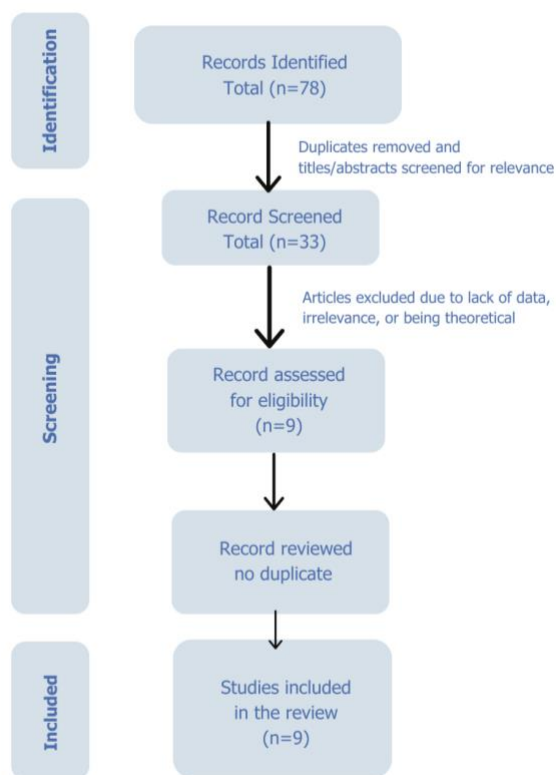 Identification
Records Identified
Total (n=78)
Duplicates removed and
titles/abstracts screened for relevance
Screening
Record Screened
Total (n=33)
Articles excluded due to lack of data,
irrelevance, or being theoretical
Record assessed
for eligibility
(n=9)
Record reviewed
no duplicate
Included
Studies included
in the review
(n=9)